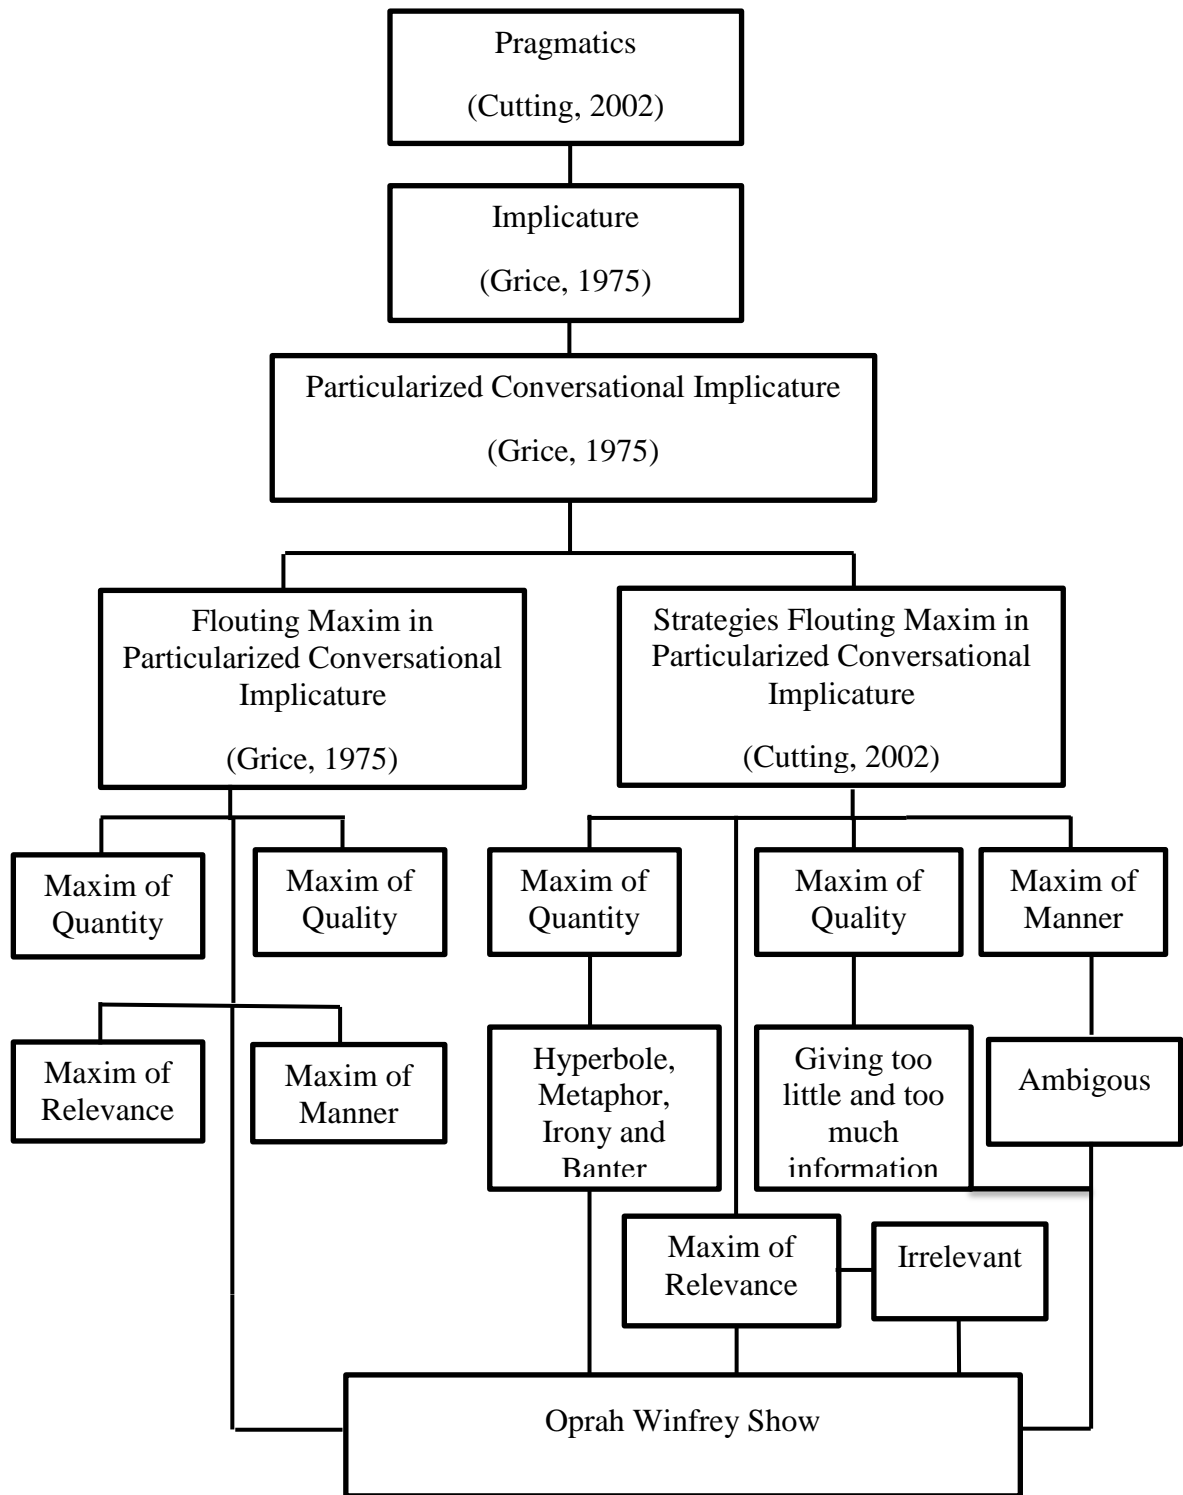 Pragmatics
(Cutting, 2002)
Implicature
(Grice, 1975)
Particularized Conversational Implicature
(Grice, 1975)
Flouting Maxim in
Particularized Conversational
Implicature
(Grice, 1975)
Strategies Flouting Maxim in
Particularized Conversational
Implicature
(Cutting, 2002)
Maxim of
Quantity
Maxim of
Quality
Maxim of
Quantity
Maxim of
Quality
Maxim of
Manner
Maxim of
Relevance
Maxim of
Manner
Hyperbole,
Metaphor,
Irony and
Banter
Giving too
little and too
much
information
Ambigous
Maxim of
Relevance
Irrelevant
Oprah Winfrey Show